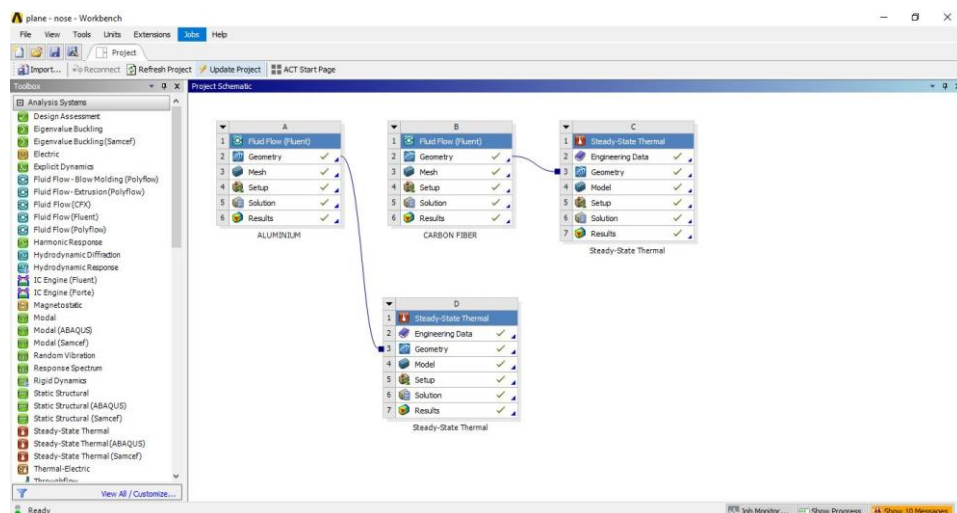 plane - nose - Workbench
File View Tools Units Extensions Jobs Help
Project
Import... Reconnect Refresh Project Update Project ACT Start Page
Toolbox
Project Schematic
Analysis Systems
Design Assessment
Eigenvalue Buckling
Eigenvalue Buckling (Samcef)
Electric
Explicit Dynamics
Fluid Flow - Blow Molding (Polyflow)
Fluid Flow - Extrusion (Polyflow)
Fluid Flow (CFX)
Fluid Flow (Fluent)
Fluid Flow (Polyflow)
Harmonic Response
Hydrodynamic Diffraction
Hydrodynamic Response
IC Engine (Fluent)
IC Engine (Forte)
Magnetostatic
Modal
Modal (ABAQUS)
Modal (Samcef)
Random Vibration
Response Spectrum
Rigid Dynamics
Static Structural
Static Structural (ABAQUS)
Static Structural (Samcef)
Steady-State Thermal
Steady-State Thermal (ABAQUS)
Steady-State Thermal (Samcef)
Thermal-Electric
Throughflow
View All / Customize...
A
1 Fluid Flow (Fluent)
2 Geometry
3 Mesh
4 Setup
5 Solution
6 Results
ALUMINIUM
B
1 Fluid Flow (Fluent)
2 Geometry
3 Mesh
4 Setup
5 Solution
6 Results
CARBON FIBER
C
1 Steady-State Thermal
2 Engineering Data
3 Geometry
4 Model
5 Setup
6 Solution
7 Results
Steady-State Thermal
D
1 Steady-State Thermal
2 Engineering Data
3 Geometry
4 Model
5 Setup
6 Solution
7 Results
Steady-State Thermal
Ready
Job Monitor... Show Progress Show 10 Messages